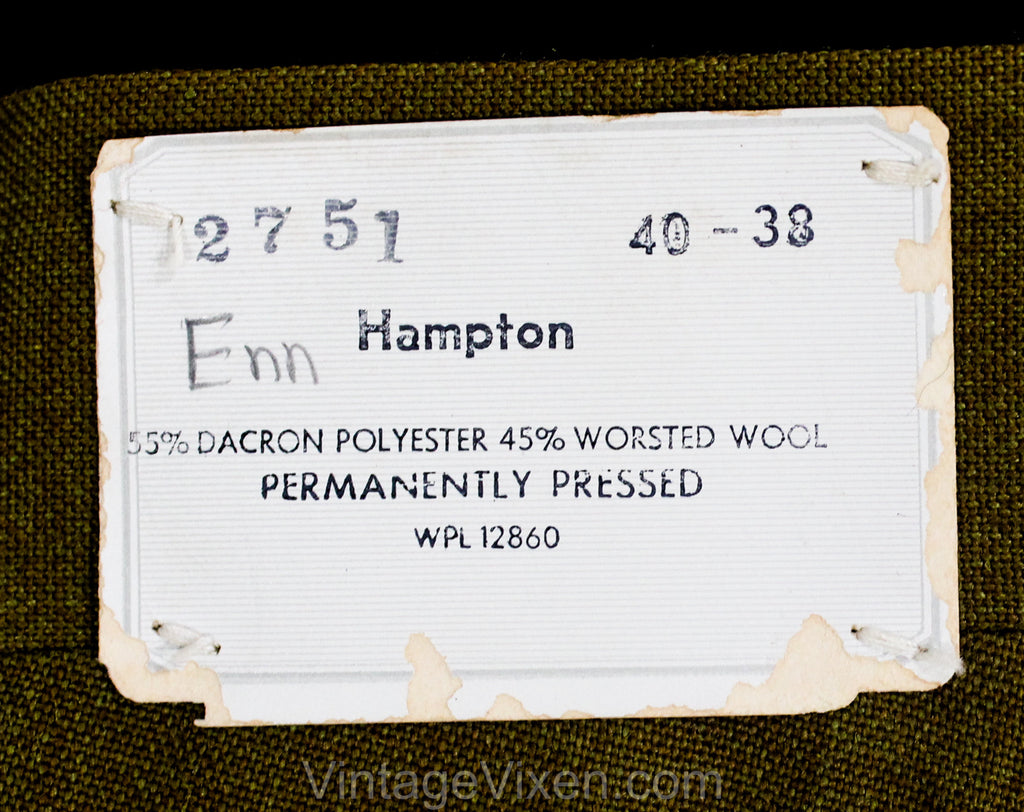 2751 40-38
Enn Hampton
55% DACRON POLYESTER 45% WORSTED WOOL
PERMANENTLY PRESSED
WPL 12860
VintageVixen.com